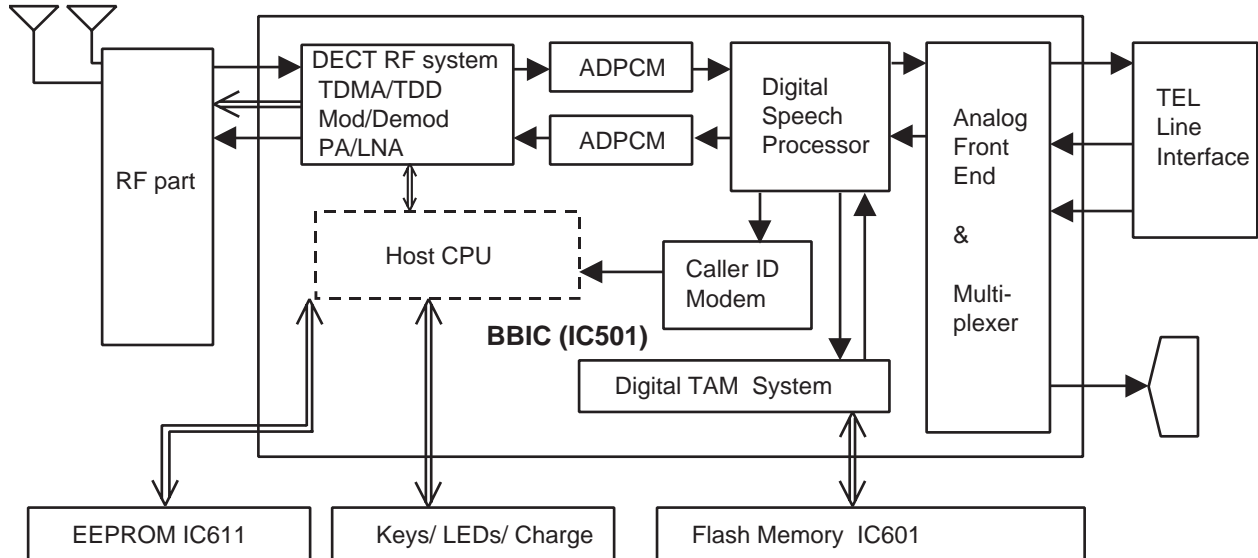 DECT RF system
TDMA/TDD
Mod/Demod
PA/LNA
ADPCM
ADPCM
Digital
Speech
Processor
Analog
Front
End
&
Multi-
plexer
TEL
Line
Interface
RF part
Host CPU
Caller ID
Modem
BBIC (IC501)
Digital TAM System
EEPROM IC611
Keys/ LEDs/ Charge
Flash Memory IC601